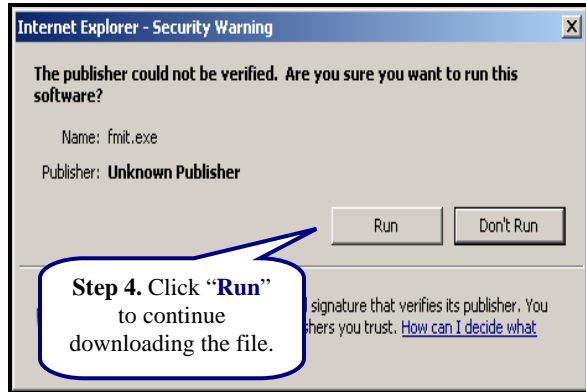 Internet Explorer - Security Warning
The publisher could not be verified.  Are you sure you want to run this
software?
Name: fmit.exe
Publisher: Unknown Publisher
Run
Don't Run
Step 4. Click “Run”
to continue
downloading the file.
signature that verifies its publisher. You
shers you trust. How can I decide what